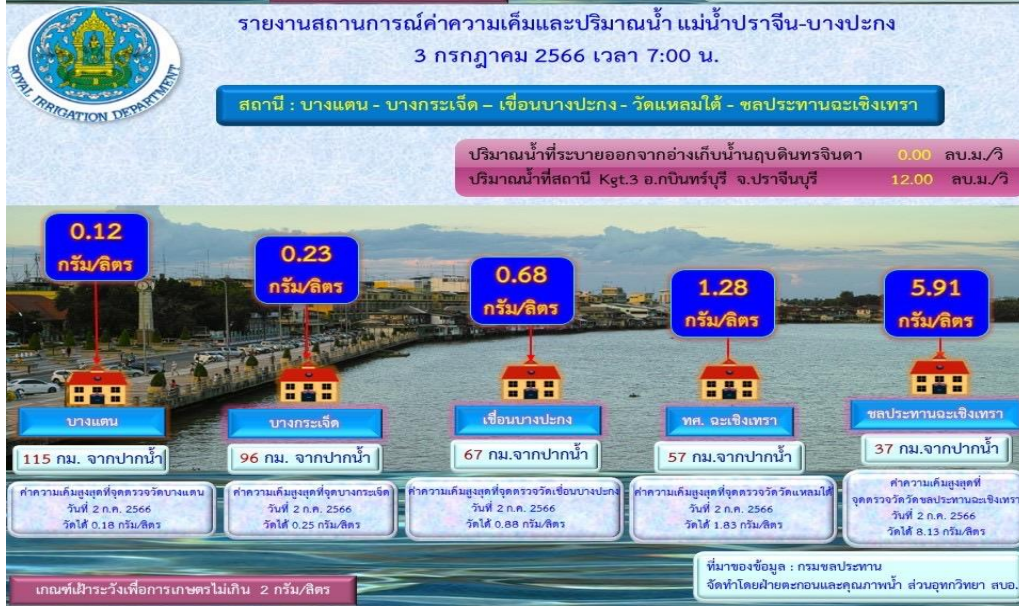 รายงานสถานการณ์ค่าความเค็มและปริมาณน้ำ แม่น้ำปราจีน-บางปะกง
3 กรกฎาคม 2566 เวลา 7:00 น.
ROYAL IRRIGATION DEPARTMENT
สถานี : บางแตน - บางกระเจ็ด – เขื่อนบางปะกง - วัดแหลมใต้ - ชลประทานฉะเชิงเทรา
ปริมาณน้ำที่ระบายออกจากอ่างเก็บน้ำนฤบดินทรจินดา 0.00 ลบ.ม./วิ
ปริมาณน้ำที่สถานี Kgt.3 อ.กบินทร์บุรี จ.ปราจีนบุรี 12.00 ลบ.ม./วิ
0.12
กรัม/ลิตร
0.23
กรัม/ลิตร
0.68
กรัม/ลิตร
1.28
กรัม/ลิตร
5.91
กรัม/ลิตร
บางแตน
บางกระเจ็ด
เขื่อนบางปะกง
ทศ. ฉะเชิงเทรา
ชลประทานฉะเชิงเทรา
115 กม. จากปากน้ำ
96 กม. จากปากน้ำ
67 กม.จากปากน้ำ
57 กม.จากปากน้ำ
37 กม.จากปากน้ำ
ค่าความเค็มสูงสุดที่จุดตรวจวัดบางแตน
วันที่ 2 ก.ค. 2566
วัดได้ 0.18 กรัม/ลิตร
ค่าความเค็มสูงสุดที่จุดบางกระเจ็ด
วันที่ 2 ก.ค. 2566
วัดได้ 0.25 กรัม/ลิตร
ค่าความเค็มสูงสุดที่จุดตรวจวัดเขื่อนบางปะกง
วันที่ 2 ก.ค. 2566
วัดได้ 0.88 กรัม/ลิตร
ค่าความเค็มสูงสุดที่จุดตรวจวัดวัดแหลมใต้
วันที่ 2 ก.ค. 2566
วัดได้ 1.83 กรัม/ลิตร
ค่าความเค็มสูงสุดที่
จุดตรวจวัดวัดชลประทานฉะเชิงเทรา
วันที่ 2 ก.ค. 2566
วัดได้ 8.13 กรัม/ลิตร
เกณฑ์เฝ้าระวังเพื่อการเกษตรไม่เกิน 2 กรัม/ลิตร
ที่มาของข้อมูล : กรมชลประทาน
จัดทำโดยฝ่ายตะกอนและคุณภาพน้ำ ส่วนอุทกวิทยา สบอ.